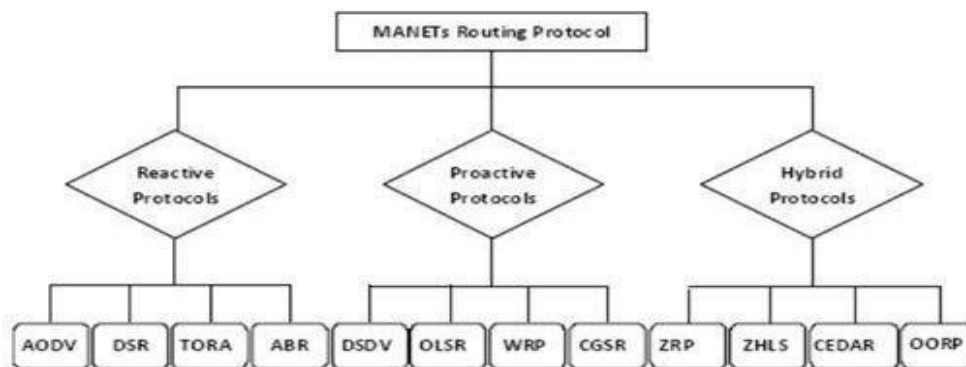 MANETs Routing Protocol
Reactive
Protocols
Proactive
Protocols
Hybrid
Protocols
AODV
DSR
TORA
ABR
DSDV
OLSR
WRP
CGSR
ZRP
ZHLS
CEDAR
OORP